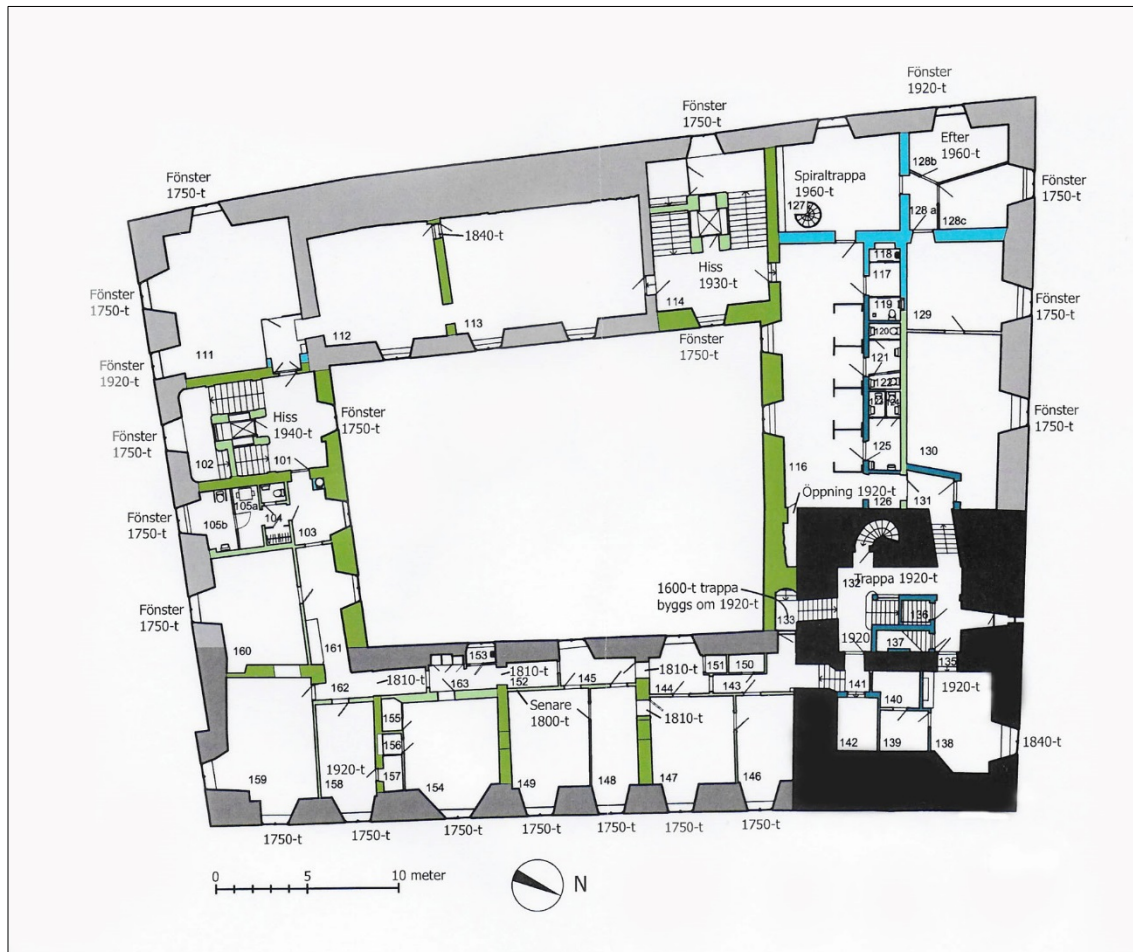 Fönster
1920-t
Fönster
1750-t
Efter
1960-t
128b
Fönster
1750-t
Spiraltrappa
1960-t
127
128 a
128c
Fönster
1750-t
1840-t
Hiss
1930-t
118
117
119
Fönster
1750-t
111
112
113
114
Fönster
1750-t
120
129
Fönster
1750-t
Fönster
1920-t
121
122
Fönster
1750-t
Hiss
1940-t
Fönster
1750-t
102
101
125
130
116
Öppning 1920-t
126
131
Fönster
1750-t
105a
105b
104
103
132
Trappa 1920-t
1600-t trappa
byggs om 1920-t
133
136
137
1920
135
Fönster
1750-t
160
161
153
162
1810-t
163
1810-t
152
145
1810-t
144
151
150
143
141
140
1920-t
Senare
1800-t
1810-t
155
156
157
1920-t
158
159
154
149
148
147
146
142
139
138
1840-t
1750-t
1750-t
1750-t
1750-t
1750-t
1750-t
1750-t
0
5
10 meter
N